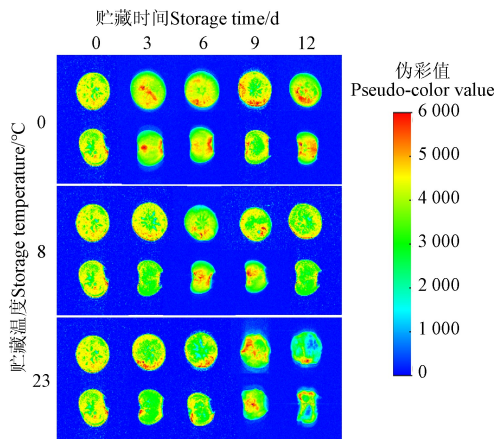 贮藏时间Storage time/d
0 3 6 9 12
伪彩值
Pseudo-color value
6 000
5 000
4 000
3 000
2 000
1 000
0
贮藏温度Storage temperature/°C
0
8
23